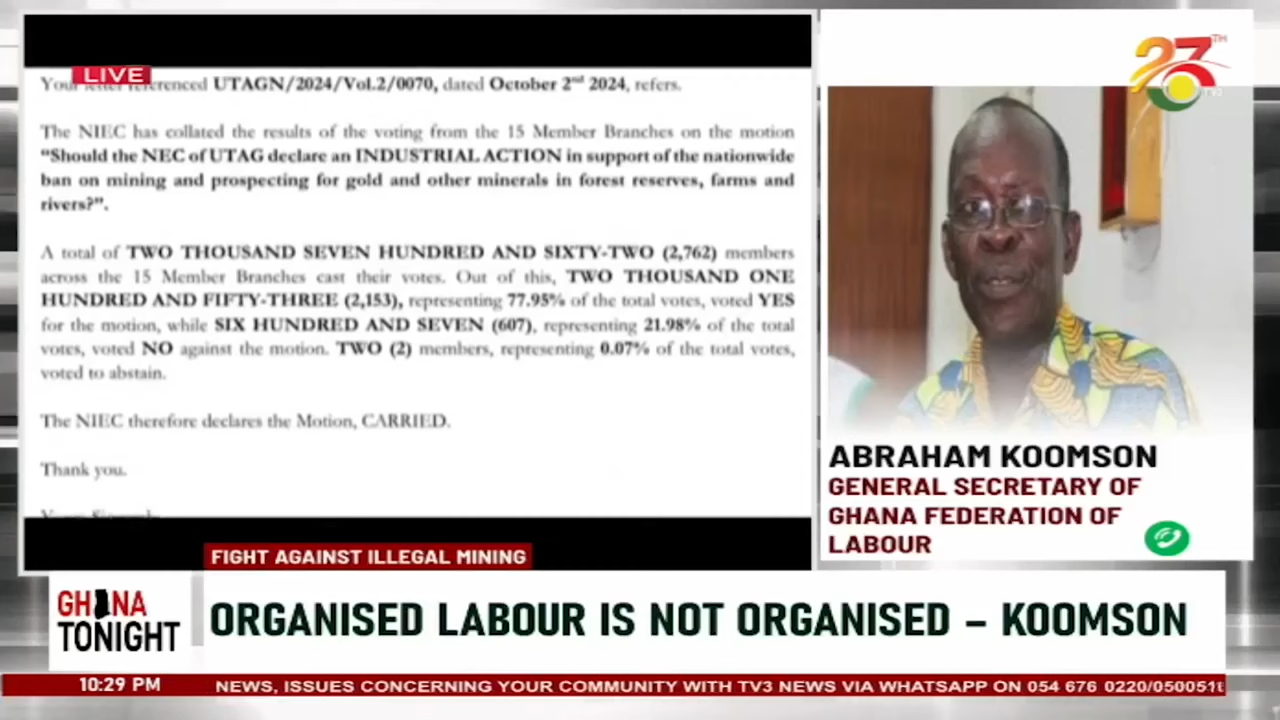 LIVE
Your letter referenced UTAGN/2024/Vol.2/0070, dated October 2nd 2024, refers.
The NIEC has collated the results of the voting from the 15 Member Branches on the motion
"Should the NEC of UTAG declare an INDUSTRIAL ACTION in support of the nationwide
ban on mining and prospecting for gold and other minerals in forest reserves, farms and
rivers?".
A total of TWO THOUSAND SEVEN HUNDRED AND SIXTY-TWO (2,762) members
across the 15 Member Branches cast their votes. Out of this, TWO THOUSAND ONE
HUNDRED AND FIFTY-THREE (2,153), representing 77.95% of the total votes, voted YES
for the motion, while SIX HUNDRED AND SEVEN (607), representing 21.98% of the total
votes, voted NO against the motion. TWO (2) members, representing 0.07% of the total votes,
voted to abstain.
The NIEC therefore declares the Motion, CARRIED.
Thank you.
27TH
ABRAHAM KOOMSON
GENERAL SECRETARY OF
GHANA FEDERATION OF
LABOUR
FIGHT AGAINST ILLEGAL MINING
GHANA
TONIGHT
ORGANISED LABOUR IS NOT ORGANISED – KOOMSON
10:29 PM
NEWS, ISSUES CONCERNING YOUR COMMUNITY WITH TV3 NEWS VIA WHATSAPP ON 054 676 0220/050051